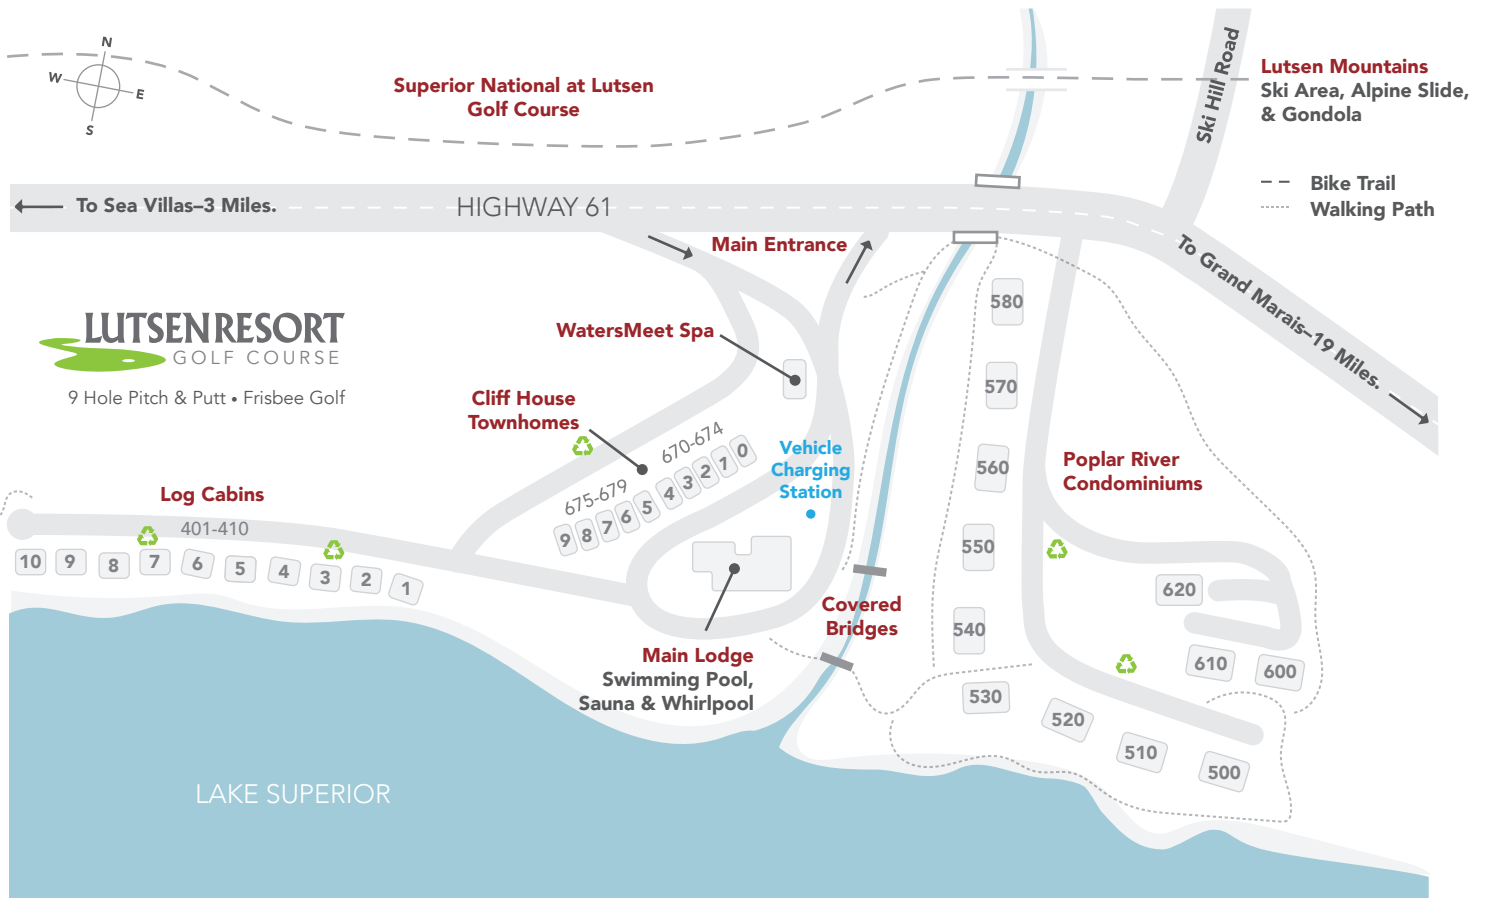 N
W
E
S
Superior National at Lutsen
Golf Course
Ski Hill Road
Lutsen Mountains
Ski Area, Alpine Slide,
& Gondola
Bike Trail
Walking Path
To Sea Villas–3 Miles.
HIGHWAY 61
Main Entrance
To Grand Marais–19 Miles.
LUTSEN RESORT
GOLF COURSE
9 Hole Pitch & Putt • Frisbee Golf
WatersMeet Spa
Cliff House
Townhomes
670-674
675-679
9 8 7 6 5 4 3 2 1 0
Vehicle
Charging
Station
Log Cabins
401-410
10 9 8 7 6 5 4 3 2 1
580
570
560
550
540
530
520
510
500
Poplar River
Condominiums
620
610
600
Covered
Bridges
Main Lodge
Swimming Pool,
Sauna & Whirlpool
LAKE SUPERIOR